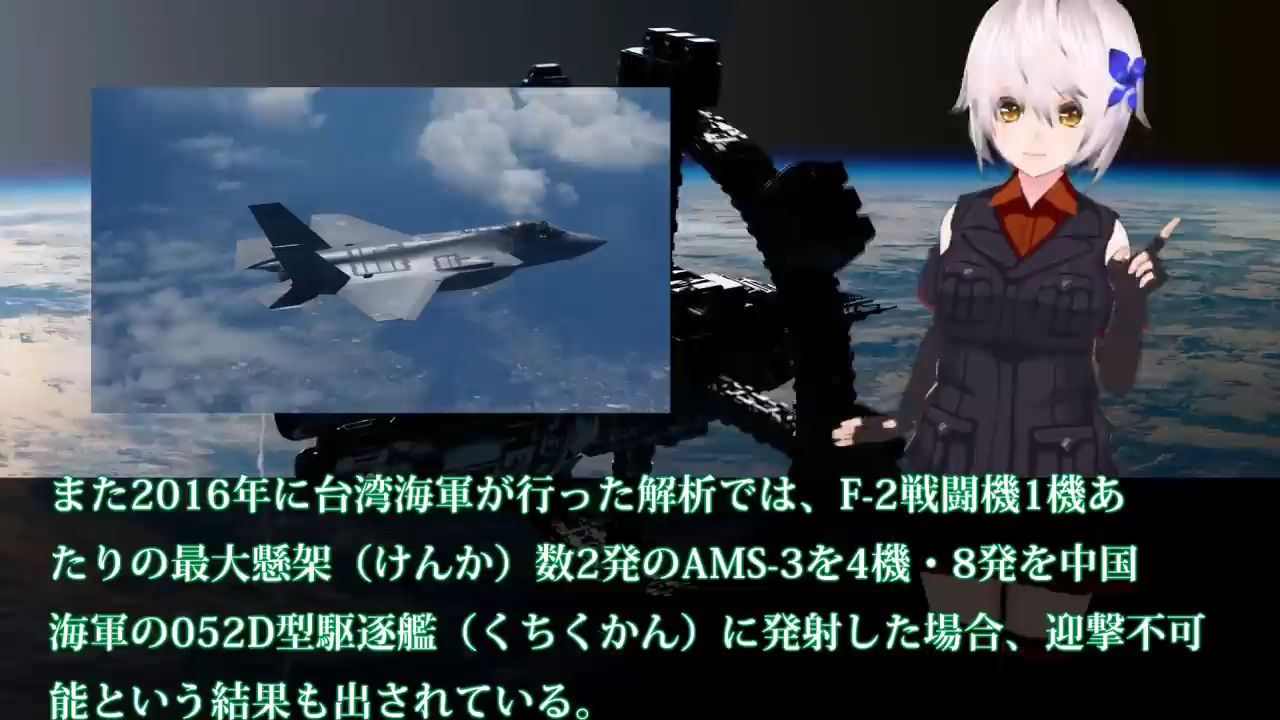 また2016年に台湾海軍が行った解析では、F-2戦闘機1機あ
たりの最大懸架（けんか）数2発のAMS-3を4機・8発を中国
海軍の052D型駆逐艦（くちくかん）に発射した場合、迎撃不可
能という結果も出されている。